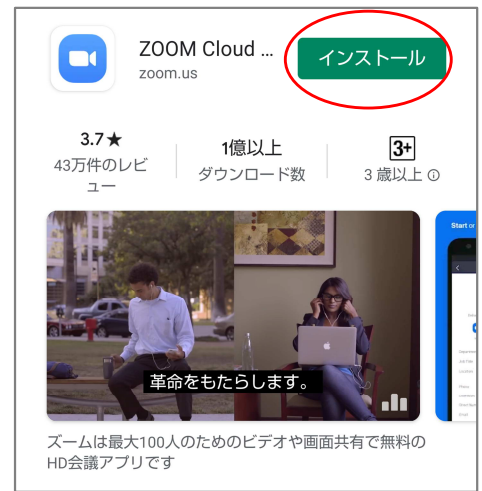 ZOOM Cloud ...
インストール
zoom.us
3.7★
43万件のレビ
ュー
1億以上
ダウンロード数
3+
3 歳以上
革命をもたらします。
Start or
ズームは最大100人のためのビデオや画面共有で無料の
HD会議アプリです